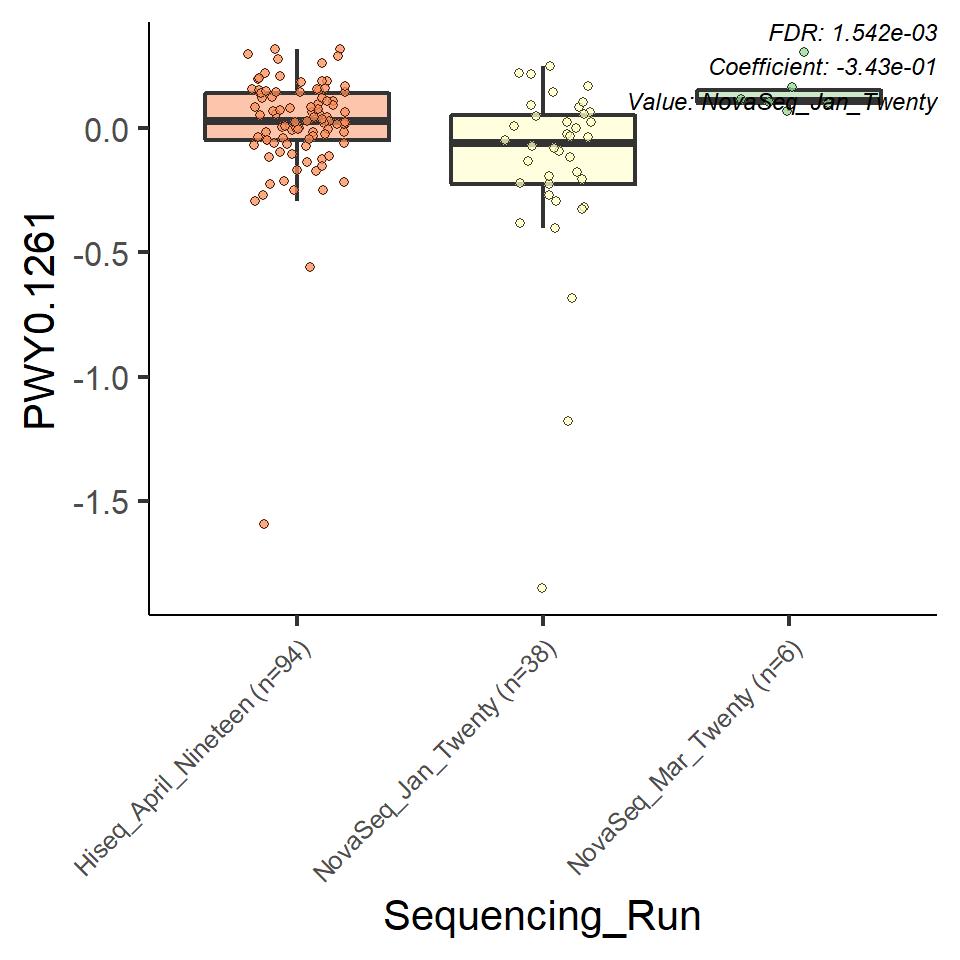 FDR: 1.542e-03
Coefficient: -3.43e-01
Value: NovaSeq_Jan_Twenty
0.0
-0.5
-1.0
-1.5
PWY0.1261
Hiseq_April_Nineteen (n=94)
NovaSeq_Jan_Twenty (n=38)
NovaSeq_Mar_Twenty (n=6)
Sequencing_Run